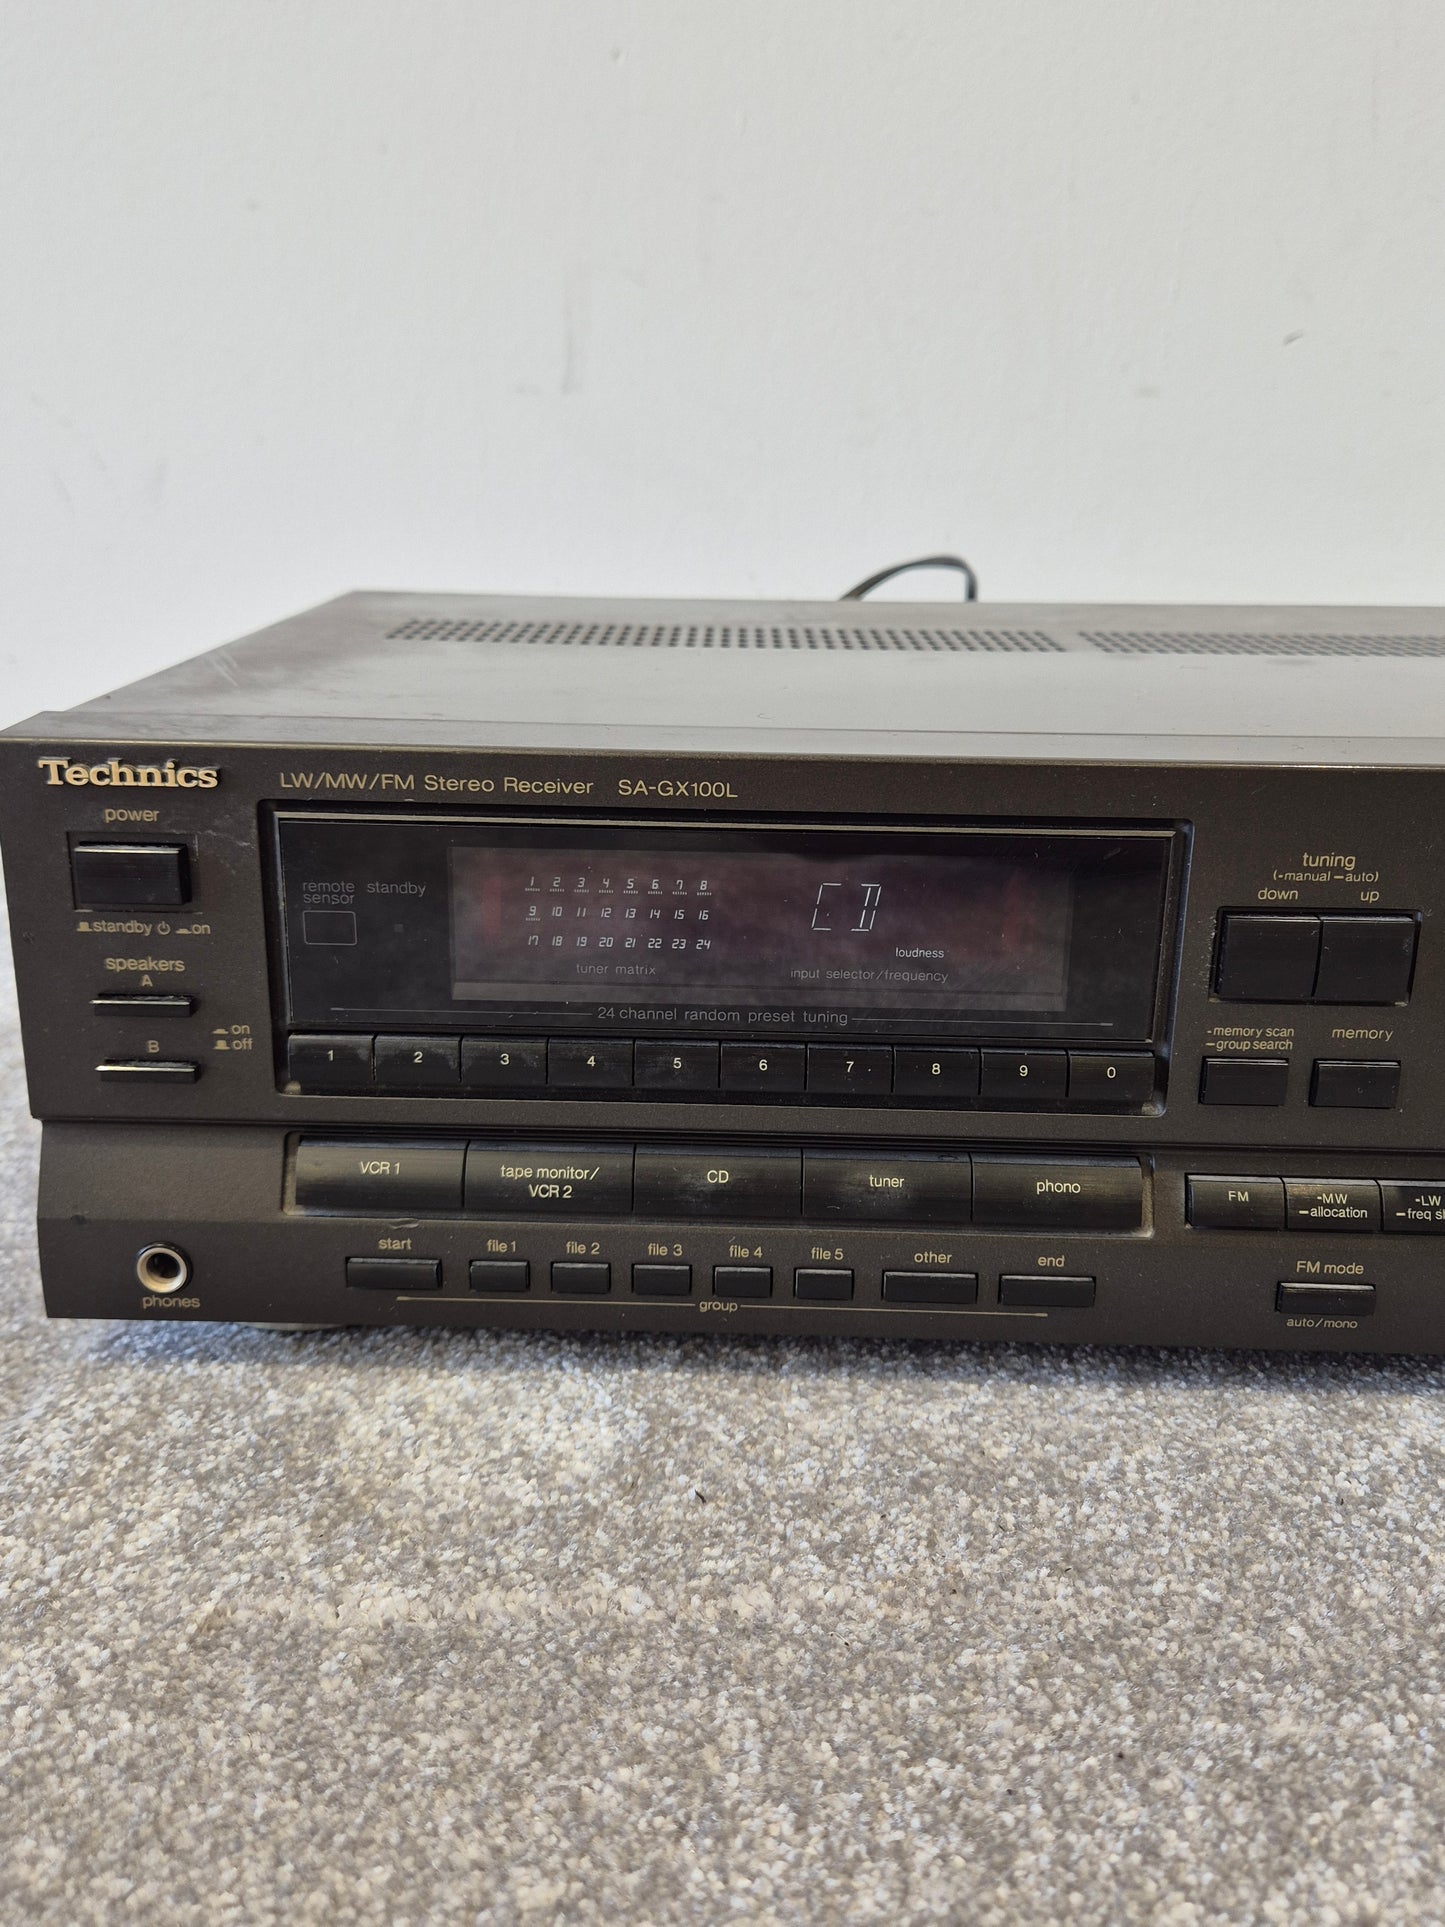 Technics
LW/MW/FM Stereo Receiver SA-GX100L
power
standby on
speakers
A
B
on
off
remote sensor
standby
1 2 3 4 5 6 7 8
9 10 11 12 13 14 15 16
17 18 19 20 21 22 23 24
tuner matrix
CD
loudness
input selector/frequency
24 channel random preset tuning
1 2 3 4 5 6 7 8 9 0
tuning
(-manual —auto)
down up
-memory scan
—group search
memory
VCR 1
tape monitor/
VCR 2
CD
tuner
phono
FM
-MW
—allocation
-LW
—freq
phones
start file 1 file 2 file 3 file 4 file 5 other end
group
FM mode
auto/mono